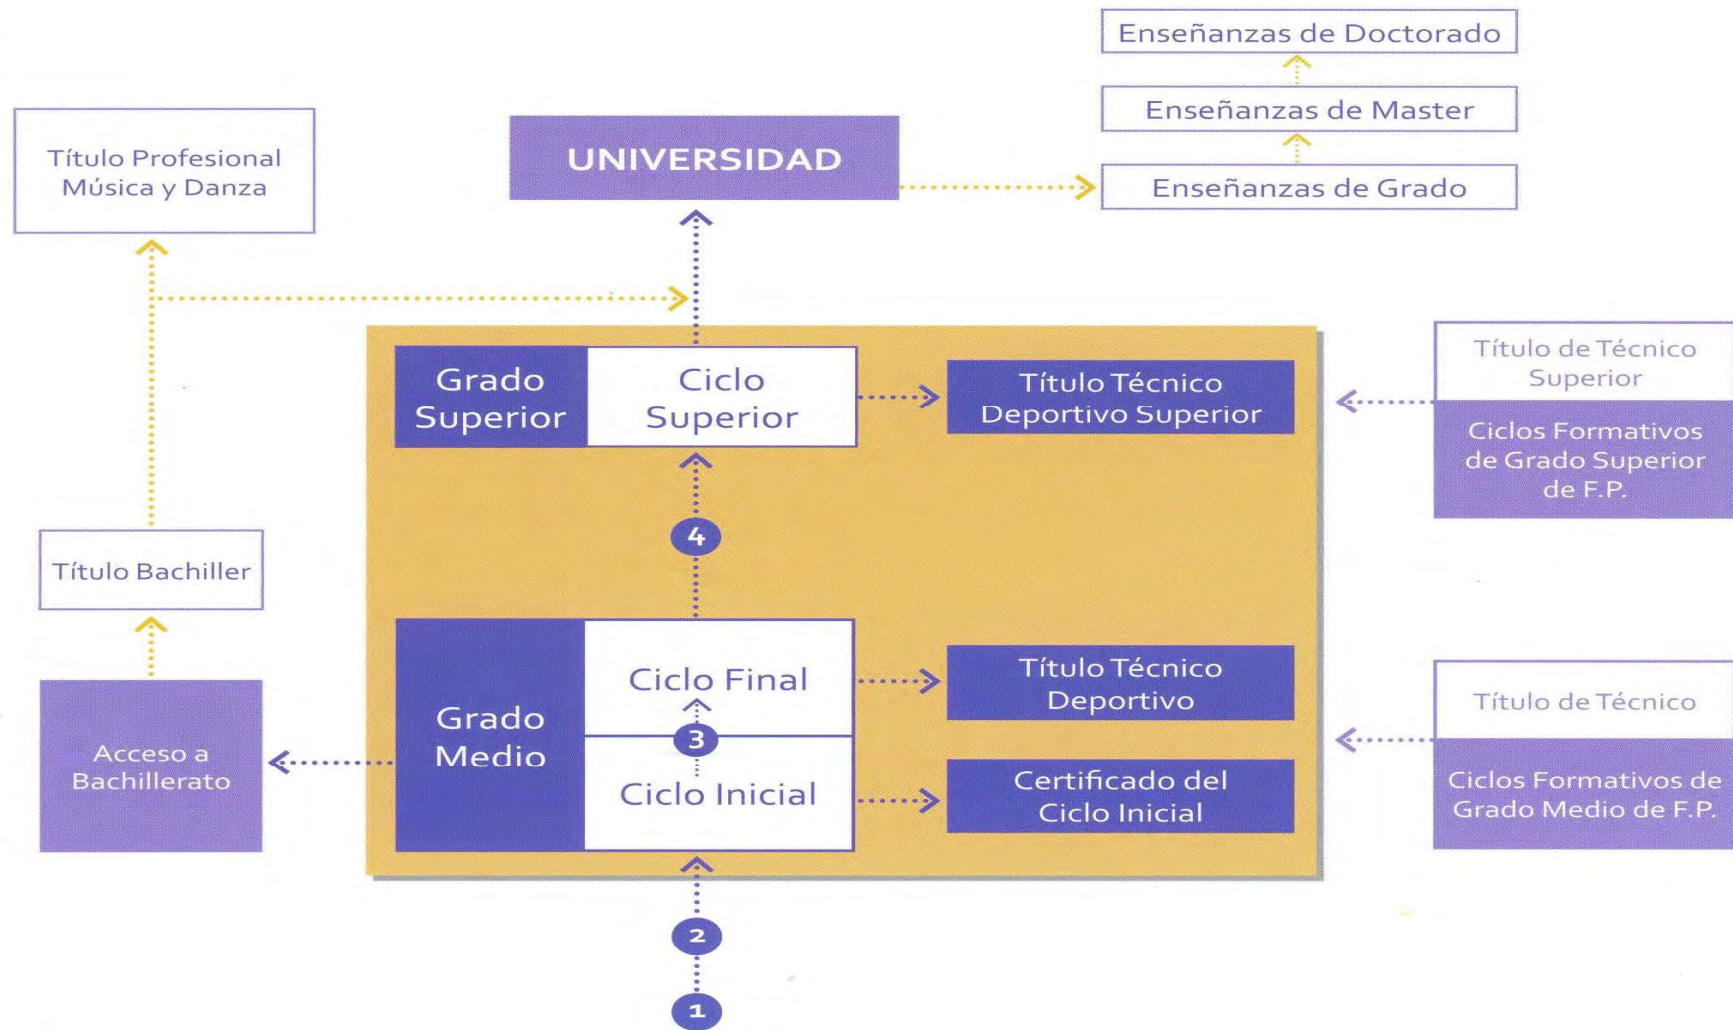 Enseñanzas de Doctorado
Enseñanzas de Master
Enseñanzas de Grado
UNIVERSIDAD
Título Profesional
Música y Danza
Grado
Superior
Ciclo
Superior
Título Técnico
Deportivo Superior
Título de Técnico
Superior
Ciclos Formativos
de Grado Superior
de F.P.
4
Título Bachiller
Grado
Medio
Ciclo Final
3
Ciclo Inicial
Título Técnico
Deportivo
Certificado del
Ciclo Inicial
Título de Técnico
Ciclos Formativos de
Grado Medio de F.P.
Acceso a
Bachillerato
2
1